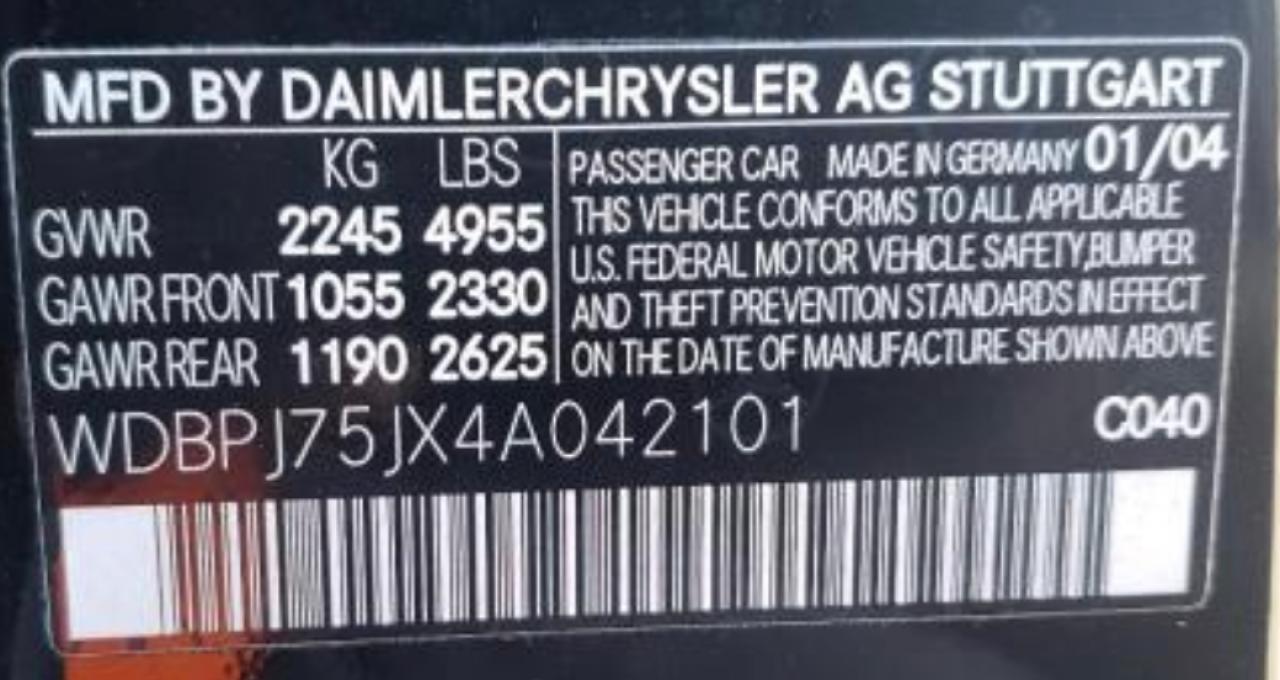 MFD BY DAIMLERCHRYSLER AG STUTTGART
KG LBS
GVWR 2245 4955
GAWR FRONT 1055 2330
GAWR REAR 1190 2625
PASSENGER CAR MADE IN GERMANY 01/04
THIS VEHICLE CONFORMS TO ALL APPLICABLE
U.S. FEDERAL MOTOR VEHICLE SAFETY,BUMPER
AND THEFT PREVENTION STANDARDS IN EFFECT
ON THE DATE OF MANUFACTURE SHOWN ABOVE
WDBPJ75JX4A042101 C040